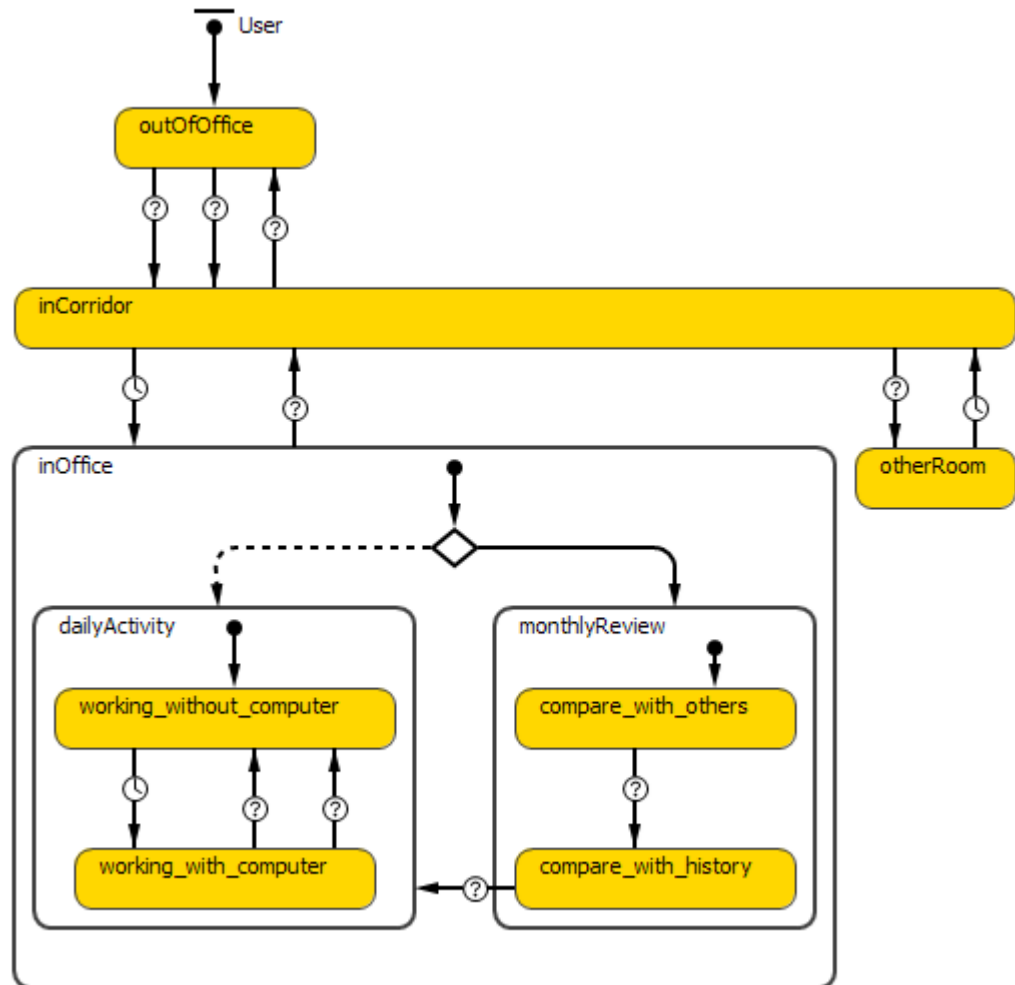 User
outOfOffice
?
?
?
inCorridor
?
?
inOffice
otherRoom
dailyActivity
monthlyReview
working_without_computer
compare_with_others
?
?
?
working_with_computer
compare_with_history
?